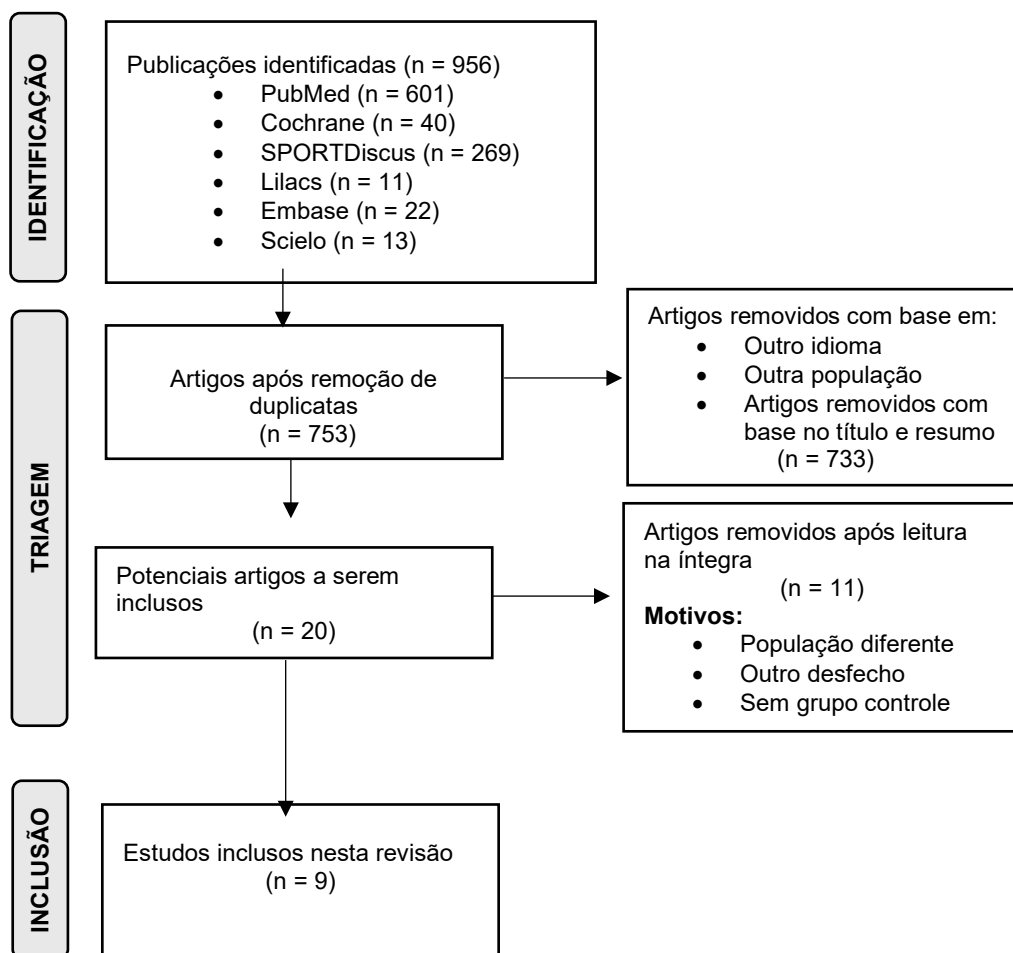 IDENTIFICAÇÃO
Publicações identificadas (n = 956)
• PubMed (n = 601)
• Cochrane (n = 40)
• SPORTDiscus (n = 269)
• Lilacs (n = 11)
• Embase (n = 22)
• Scielo (n = 13)
TRIAGEM
Artigos após remoção de
duplicatas
(n = 753)
Artigos removidos com base em:
• Outro idioma
• Outra população
• Artigos removidos com
base no título e resumo
(n = 733)
Potenciais artigos a serem
inclusos
(n = 20)
Artigos removidos após leitura
na íntegra
(n = 11)
Motivos:
• População diferente
• Outro desfecho
• Sem grupo controle
INCLUSÃO
Estudos inclusos nesta revisão
(n = 9)